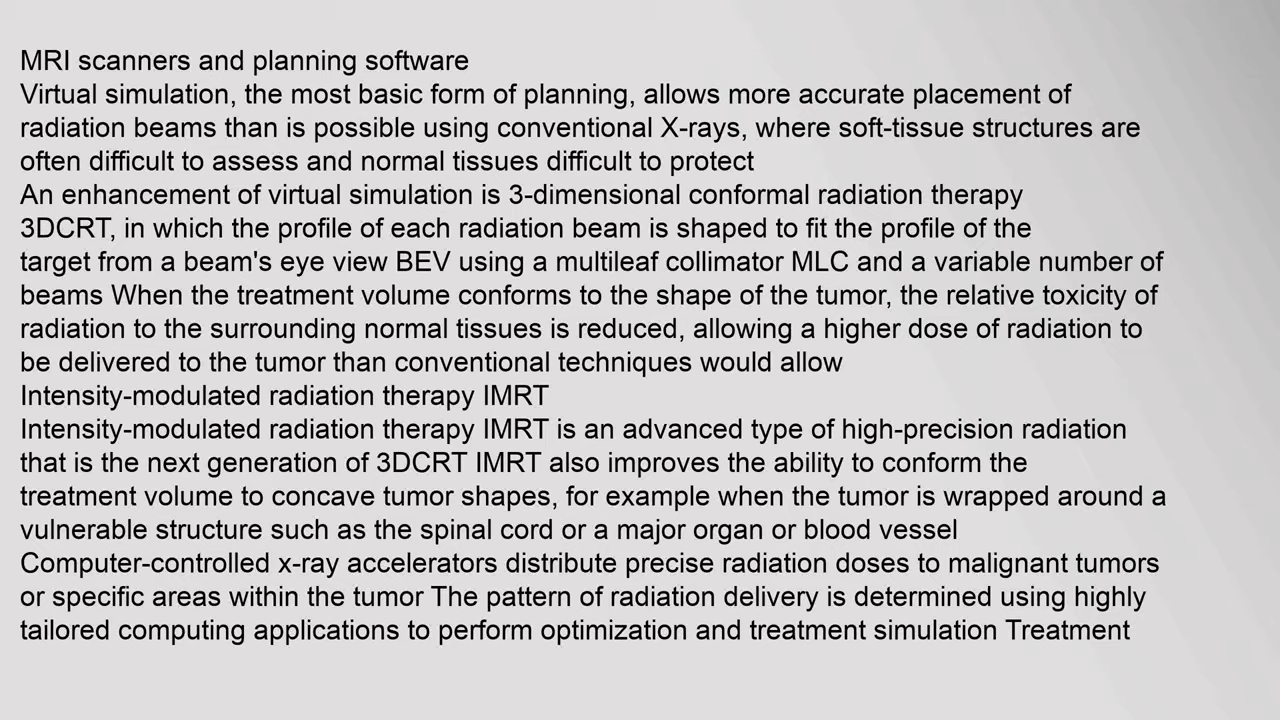 MRI scanners and planning software
Virtual simulation, the most basic form of planning, allows more accurate placement of
radiation beams than is possible using conventional X-rays, where soft-tissue structures are
often difficult to assess and normal tissues difficult to protect
An enhancement of virtual simulation is 3-dimensional conformal radiation therapy
3DCRT, in which the profile of each radiation beam is shaped to fit the profile of the
target from a beam's eye view BEV using a multileaf collimator MLC and a variable number of
beams When the treatment volume conforms to the shape of the tumor, the relative toxicity of
radiation to the surrounding normal tissues is reduced, allowing a higher dose of radiation to
be delivered to the tumor than conventional techniques would allow
Intensity-modulated radiation therapy IMRT
Intensity-modulated radiation therapy IMRT is an advanced type of high-precision radiation
that is the next generation of 3DCRT IMRT also improves the ability to conform the
treatment volume to concave tumor shapes, for example when the tumor is wrapped around a
vulnerable structure such as the spinal cord or a major organ or blood vessel
Computer-controlled x-ray accelerators distribute precise radiation doses to malignant tumors
or specific areas within the tumor The pattern of radiation delivery is determined using highly
tailored computing applications to perform optimization and treatment simulation Treatment